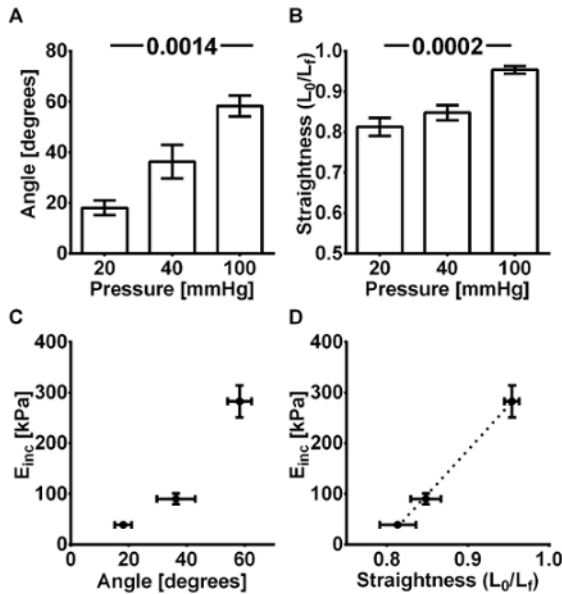 A
0.0014
Angle [degrees]
80
60
40
20
0
20 40 100
Pressure [mmHg]
B
0.0002
Straightness (L₀/Lf)
1.0
0.9
0.8
0.7
0.6
0.5
20 40 100
Pressure [mmHg]
C
Einc [kPa]
400
300
200
100
0
0 20 40 60
Angle [degrees]
D
Einc [kPa]
400
300
200
100
0
0.8 0.9 1.0
Straightness (L₀/Lf)